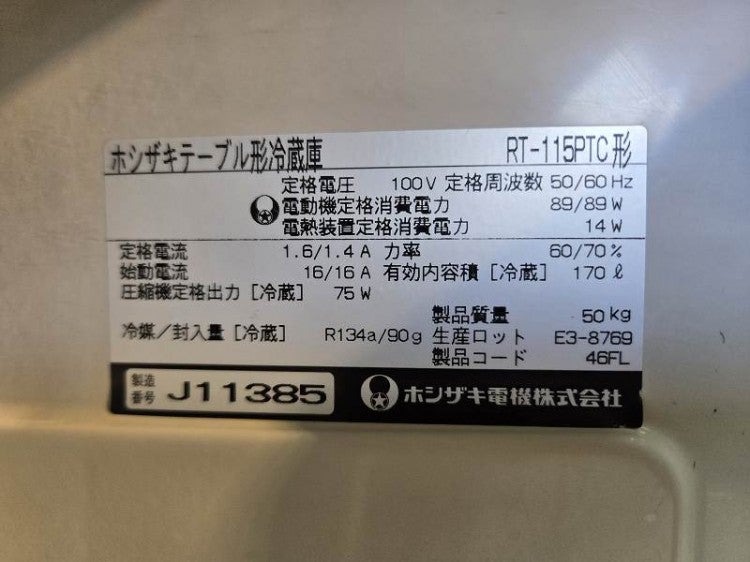 ホシザキテーブル形冷蔵庫 RT-115PTC形
定格電圧 100V 定格周波数 50/60Hz
電動機定格消費電力 89/89W
電熱装置定格消費電力 14W
定格電流 1.6/1.4A 力率 60/70%
始動電流 16/16A 有効内容積［冷蔵］ 170ℓ
圧縮機定格出力［冷蔵］ 75W
製品質量 50kg
冷媒／封入量［冷蔵］ R134a/90g 生産ロット E3-8769
製品コード 46FL
製造番号 J11385 ホシザキ電機株式会社